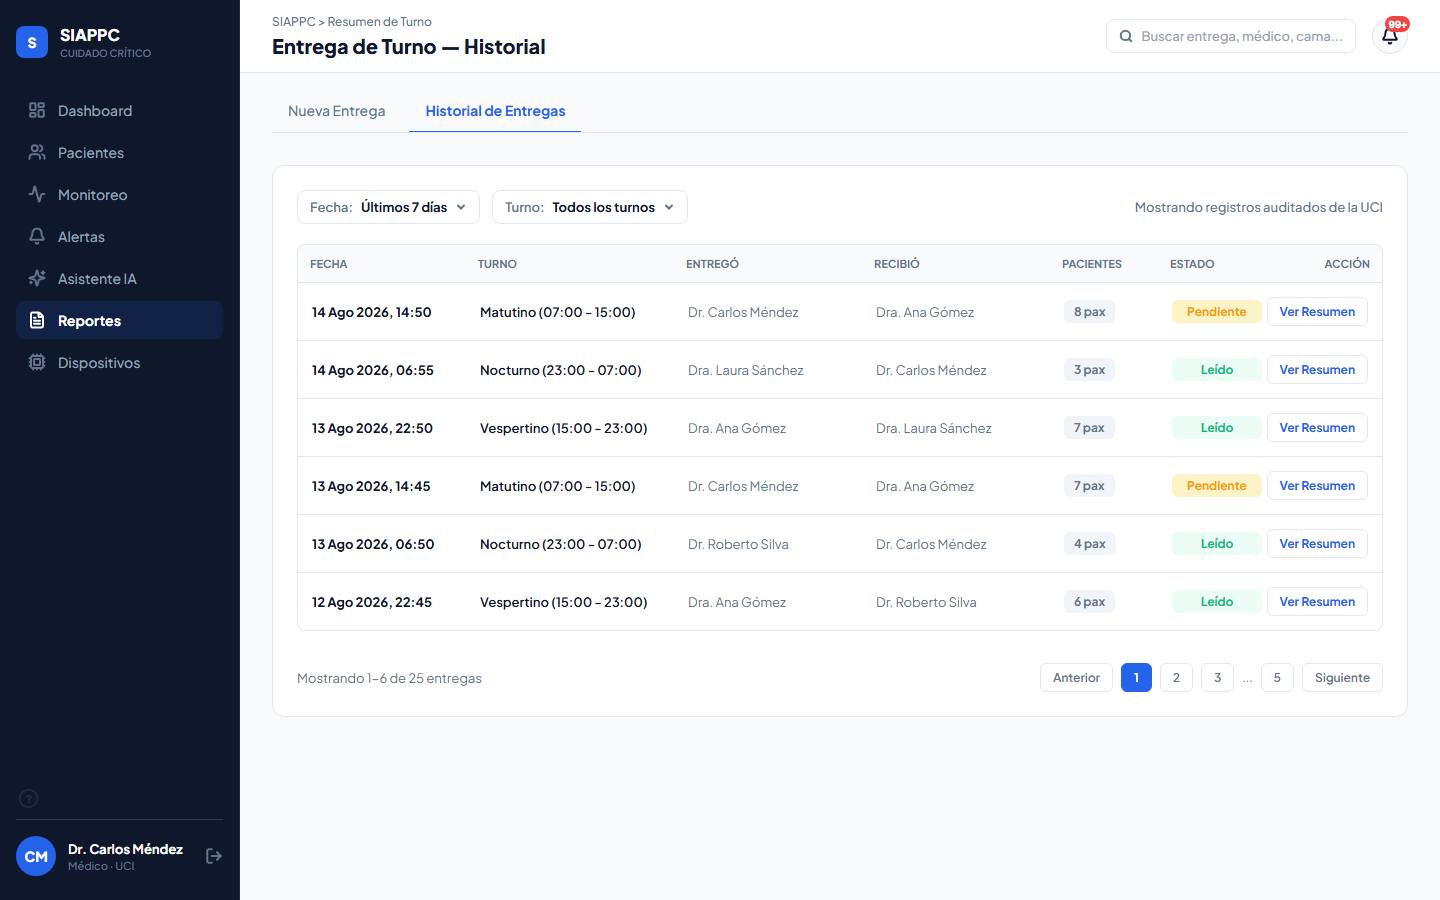 S
SIAPPC
CUIDADO CRÍTICO
Dashboard
Pacientes
Monitoreo
Alertas
Asistente IA
Reportes
Dispositivos
?
CM
Dr. Carlos Méndez
Médico · UCI
SIAPPC > Resumen de Turno
Entrega de Turno — Historial
Buscar entrega, médico, cama...
99+
Nueva Entrega
Historial de Entregas
Fecha: Últimos 7 días
Turno: Todos los turnos
Mostrando registros auditados de la UCI
FECHA TURNO ENTREGÓ RECIBIÓ PACIENTES ESTADO ACCIÓN
14 Ago 2026, 14:50 Matutino (07:00 - 15:00) Dr. Carlos Méndez Dra. Ana Gómez 8 pax Pendiente Ver Resumen
14 Ago 2026, 06:55 Nocturno (23:00 - 07:00) Dra. Laura Sánchez Dr. Carlos Méndez 3 pax Leído Ver Resumen
13 Ago 2026, 22:50 Vespertino (15:00 - 23:00) Dra. Ana Gómez Dra. Laura Sánchez 7 pax Leído Ver Resumen
13 Ago 2026, 14:45 Matutino (07:00 - 15:00) Dr. Carlos Méndez Dra. Ana Gómez 7 pax Pendiente Ver Resumen
13 Ago 2026, 06:50 Nocturno (23:00 - 07:00) Dr. Roberto Silva Dr. Carlos Méndez 4 pax Leído Ver Resumen
12 Ago 2026, 22:45 Vespertino (15:00 - 23:00) Dra. Ana Gómez Dr. Roberto Silva 6 pax Leído Ver Resumen
Mostrando 1–6 de 25 entregas
Anterior 1 2 3 ... 5 Siguiente